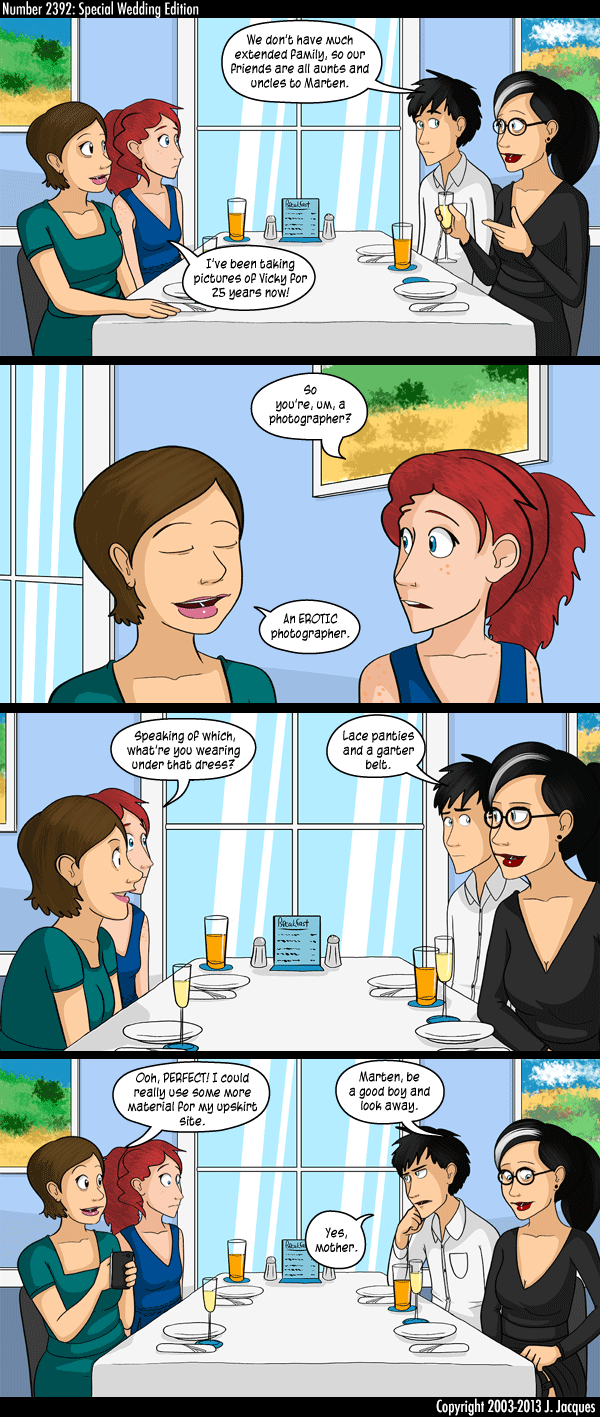 Number 2392: Special Wedding Edition
We don't have much
extended family, so our
friends are all aunts and
uncles to Marten.
Breakfast
I've been taking
pictures of Vicky for
25 years now!
So
you're, um, a
photographer?
An EROTIC
photographer.
Speaking of which,
what're you wearing
under that dress?
Lace panties
and a garter
belt.
Breakfast
Ooh, PERFECT! I could
really use some more
material for my upskirt
site.
Marten, be
a good boy and
look away.
Yes,
mother.
Breakfast
Copyright 2003-2013 J. Jacques